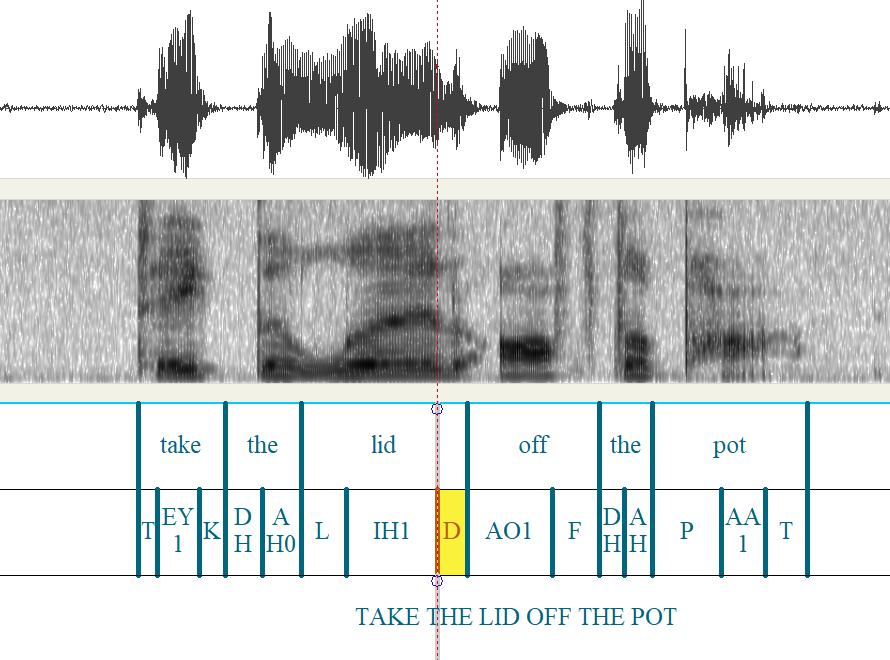 take the lid off the pot
T EY1 K DH AH0 L IH1 D AO1 F DH AH P AA1 T
TAKE THE LID OFF THE POT